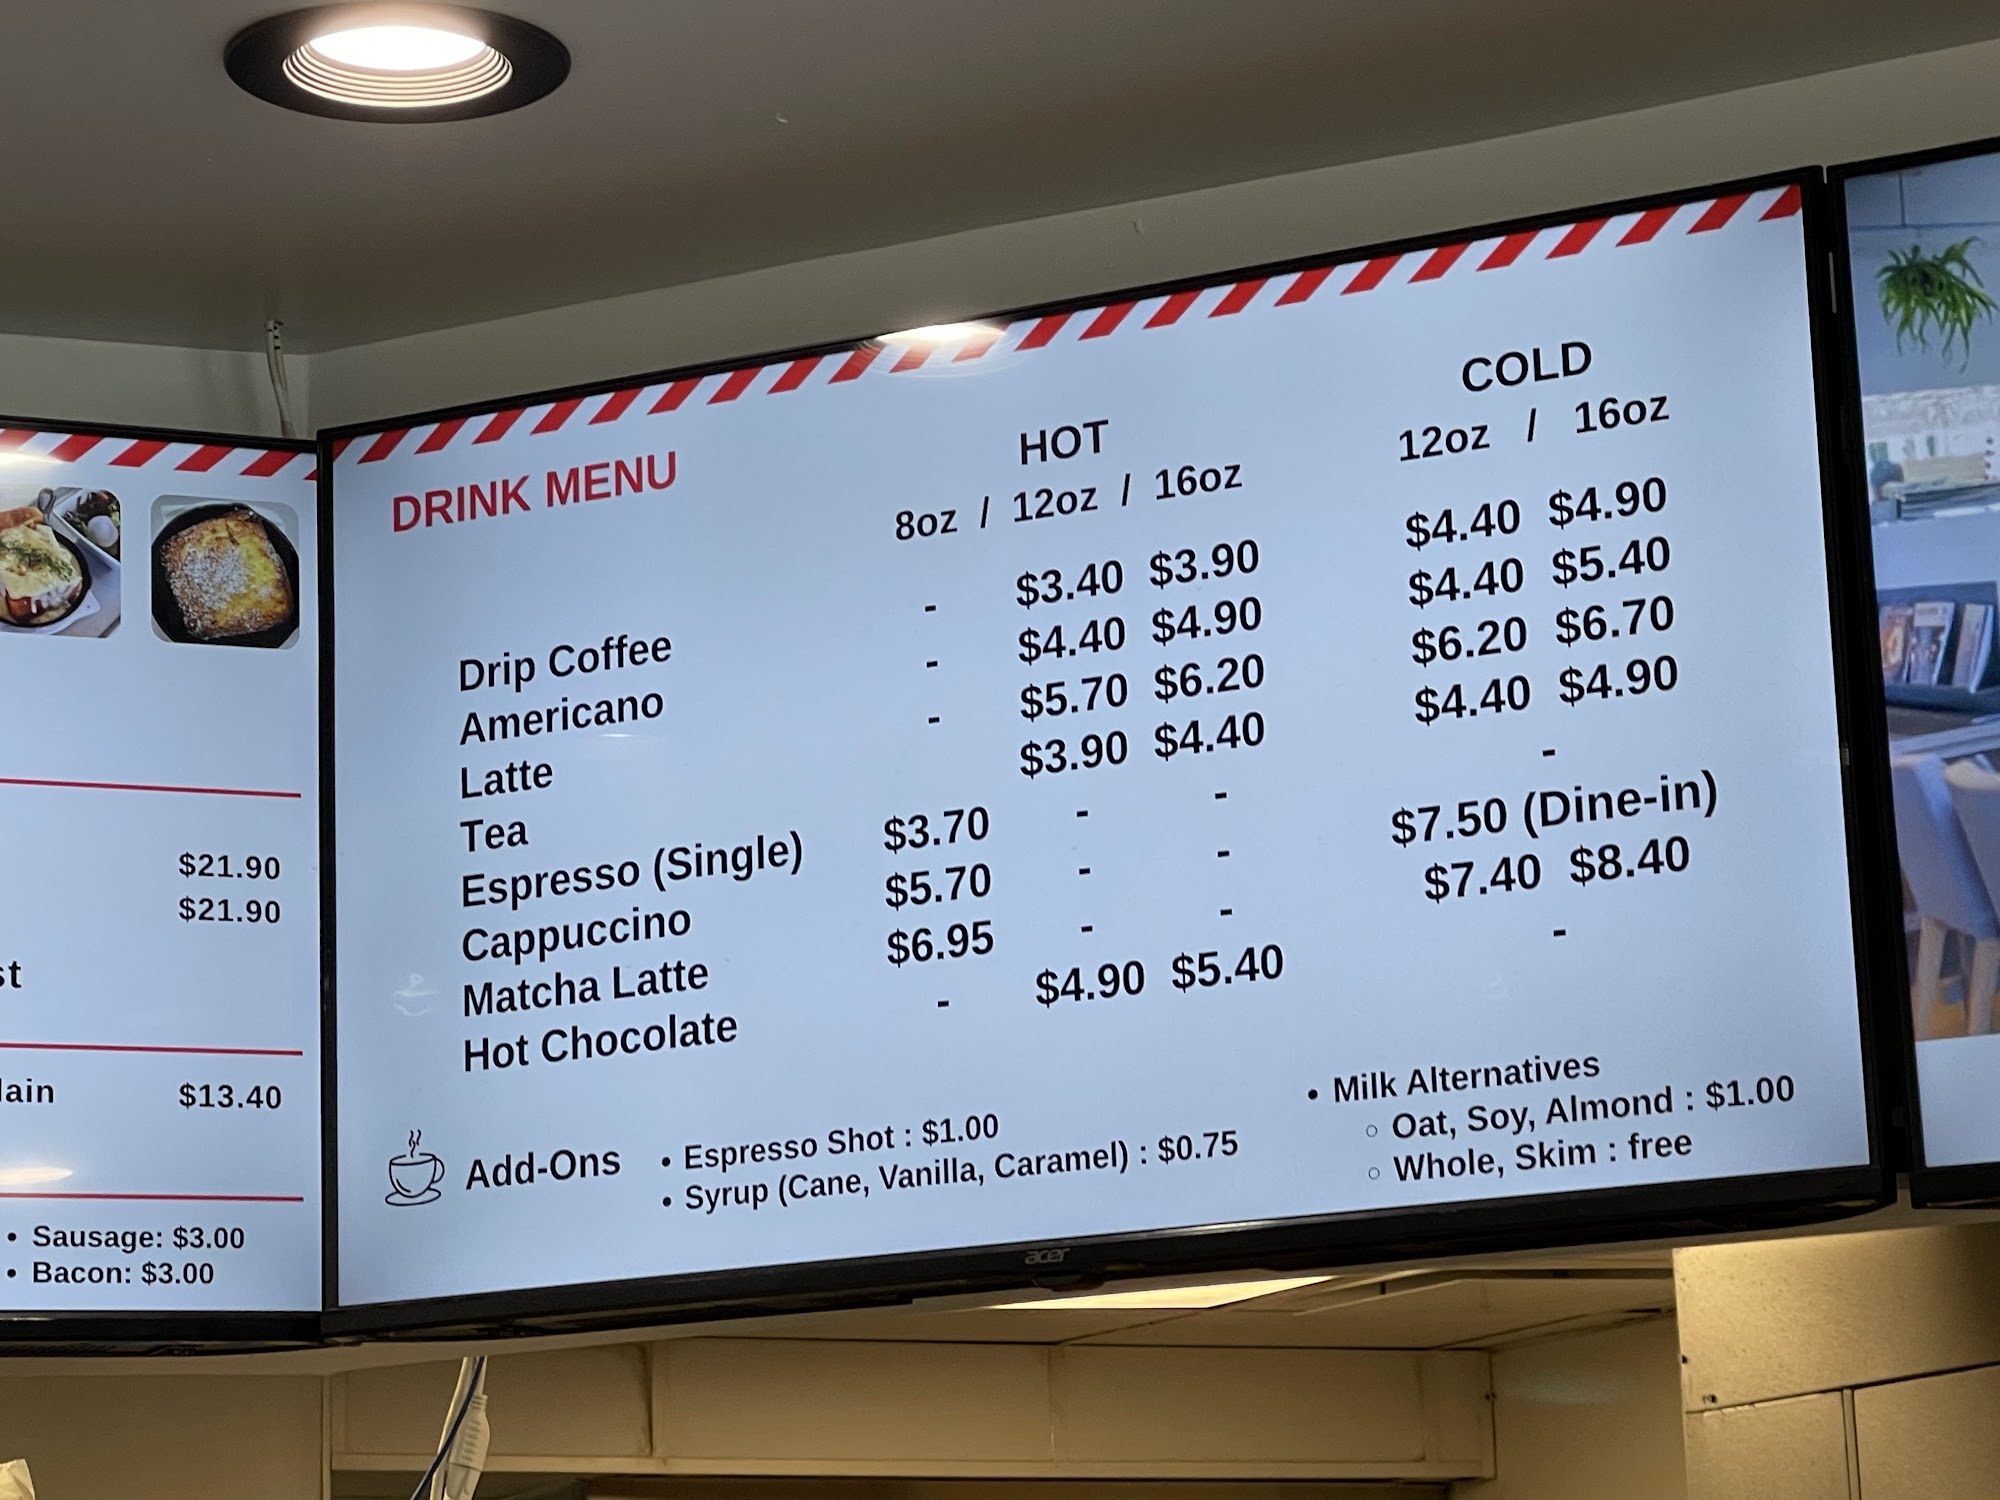 DRINK MENU
HOT
8oz / 12oz / 16oz
COLD
12oz / 16oz
Drip Coffee - $3.40 $3.90 $4.40 $4.90
Americano - $4.40 $4.90 $4.40 $5.40
Latte - $5.70 $6.20 $6.20 $6.70
Tea $3.90 $4.40 $4.40 $4.90
Espresso (Single) $3.70 - - -
Cappuccino $5.70 - - $7.50 (Dine-in)
Matcha Latte $6.95 - - $7.40 $8.40
Hot Chocolate - $4.90 $5.40 -
Add-Ons
• Espresso Shot : $1.00
• Syrup (Cane, Vanilla, Caramel) : $0.75
• Milk Alternatives
○ Oat, Soy, Almond : $1.00
○ Whole, Skim : free
acer
$21.90
$21.90
st
lain $13.40
• Sausage: $3.00
• Bacon: $3.00